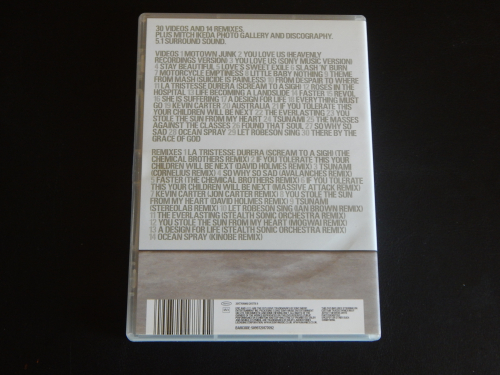 30 VIDEOS AND 14 REMIXES,
PLUS MITCH IKEDA PHOTO GALLERY AND DISCOGRAPHY.
5.1 SURROUND SOUND.
VIDEOS 1 MOTOWN JUNK 2 YOU LOVE US (HEAVENLY
RECORDINGS VERSION) 3 YOU LOVE US (SONY MUSIC VERSION)
4 STAY BEAUTIFUL 5 LOVE'S SWEET EXILE 6 SLASH 'N' BURN
7 MOTORCYCLE EMPTINESS 8 LITTLE BABY NOTHING 9 THEME
FROM M.A.S.H (SUICIDE IS PAINLESS) 10 FROM DESPAIR TO WHERE
11 LA TRISTESSE DURERA (SCREAM TO A SIGH) 12 ROSES IN THE
HOSPITAL 13 LIFE BECOMING A LANDSLIDE 14 FASTER 15 REVOL
16 SHE IS SUFFERING 17 A DESIGN FOR LIFE 18 EVERYTHING MUST
GO 19 KEVIN CARTER 20 AUSTRALIA 21 IF YOU TOLERATE THIS
YOUR CHILDREN WILL BE NEXT 22 THE EVERLASTING 23 YOU
STOLE THE SUN FROM MY HEART 24 TSUNAMI 25 THE MASSES
AGAINST THE CLASSES 26 FOUND THAT SOUL 27 SO WHY SO
SAD 28 OCEAN SPRAY 29 LET ROBESON SING 30 THERE BY THE
GRACE OF GOD
REMIXES 1 LA TRISTESSE DURERA (SCREAM TO A SIGH) (THE
CHEMICAL BROTHERS REMIX) 2 IF YOU TOLERATE THIS YOUR
CHILDREN WILL BE NEXT (DAVID HOLMES REMIX) 3 TSUNAMI
(CORNELIUS REMIX) 4 SO WHY SO SAD (AVALANCHES REMIX)
5 FASTER (THE CHEMICAL BROTHERS REMIX) 6 IF YOU TOLERATE
THIS YOUR CHILDREN WILL BE NEXT (MASSIVE ATTACK REMIX)
7 KEVIN CARTER (JON CARTER REMIX) 8 YOU STOLE THE SUN
FROM MY HEART (DAVID HOLMES REMIX) 9 TSUNAMI
(STEREOLAB REMIX) 10 LET ROBESON SING (IAN BROWN REMIX)
11 THE EVERLASTING (STEALTH SONIC ORCHESTRA REMIX)
12 YOU STOLE THE SUN FROM MY HEART (MOGWAI REMIX)
13 A DESIGN FOR LIFE (STEALTH SONIC ORCHESTRA REMIX)
14 OCEAN SPRAY (KINOBE REMIX)